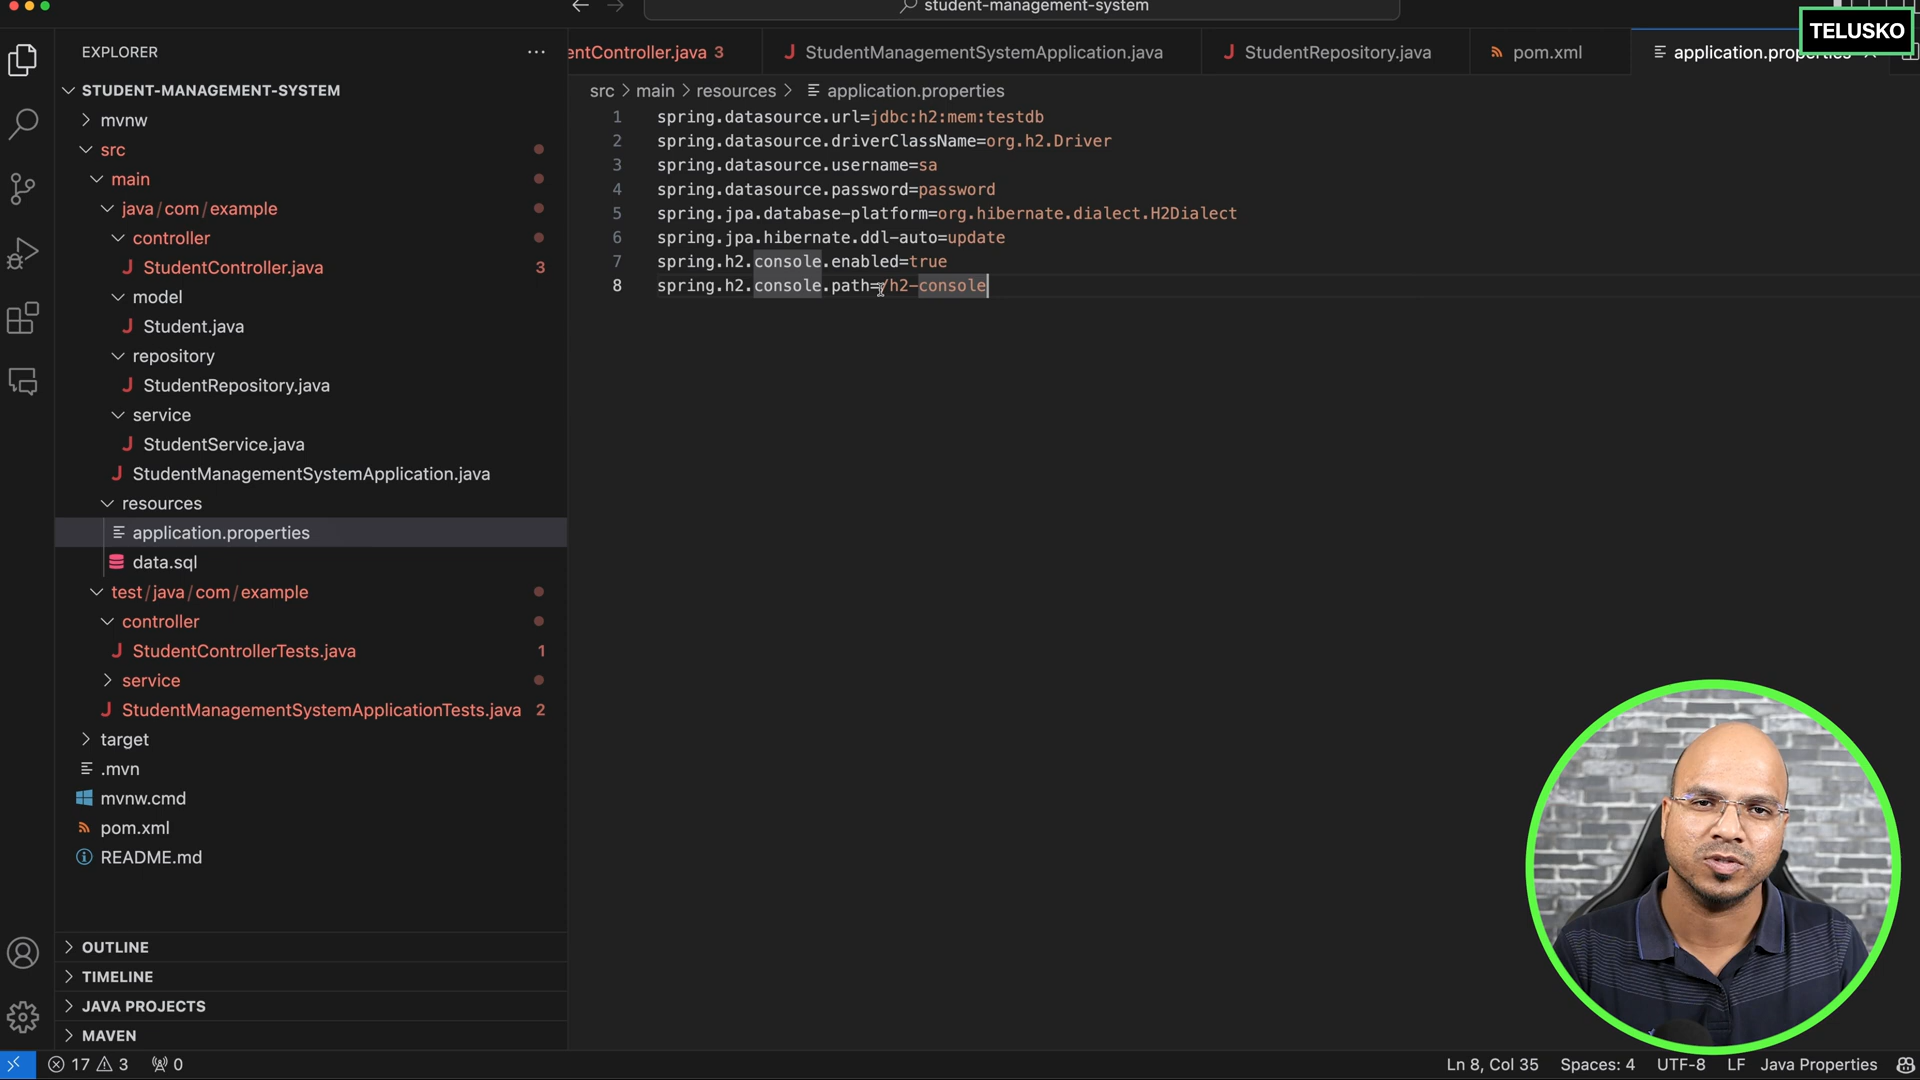 student-management-system
TELUSKO
EXPLORER
entController.java 3
StudentManagementSystemApplication.java
StudentRepository.java
pom.xml
application.properties
STUDENT-MANAGEMENT-SYSTEM
src > main > resources > application.properties
mvnw
src
main
java/com/example
controller
StudentController.java 3
model
Student.java
repository
StudentRepository.java
service
StudentService.java
StudentManagementSystemApplication.java
resources
application.properties
data.sql
test/java/com/example
controller
StudentControllerTests.java 1
service
StudentManagementSystemApplicationTests.java 2
target
.mvn
mvnw.cmd
pom.xml
README.md
OUTLINE
TIMELINE
JAVA PROJECTS
MAVEN
1 spring.datasource.url=jdbc:h2:mem:testdb
2 spring.datasource.driverClassName=org.h2.Driver
3 spring.datasource.username=sa
4 spring.datasource.password=password
5 spring.jpa.database-platform=org.hibernate.dialect.H2Dialect
6 spring.jpa.hibernate.ddl-auto=update
7 spring.h2.console.enabled=true
8 spring.h2.console.path=/h2-console
17 3 0
Ln 8, Col 35 Spaces: 4 UTF-8 LF Java Properties